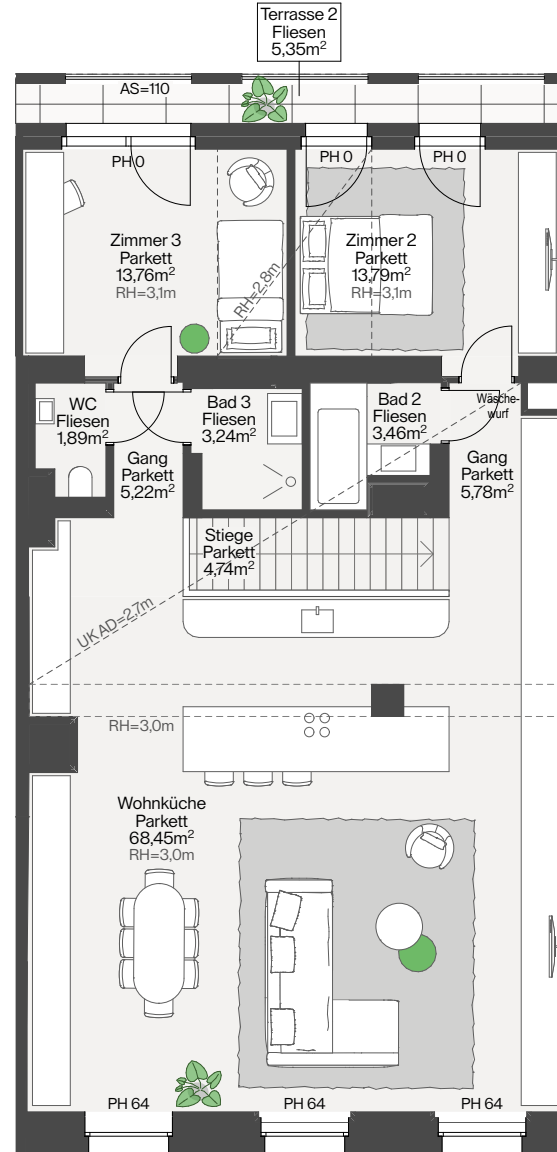 Terrasse 2
Fliesen
5,35m²
AS=110
PH 0
PH 0
PH 0
Zimmer 3
Parkett
13,76m²
RH=3,1m
RH=2,8m
Zimmer 2
Parkett
13,79m²
RH=3,1m
WC
Fliesen
1,89m²
Bad 3
Fliesen
3,24m²
Bad 2
Fliesen
3,46m²
Wäsche-
wurf
Gang
Parkett
5,22m²
Gang
Parkett
5,78m²
Stiege
Parkett
4,74m²
UK AD=2,7m
RH=3,0m
Wohnküche
Parkett
68,45m²
RH=3,0m
PH 64
PH 64
PH 64